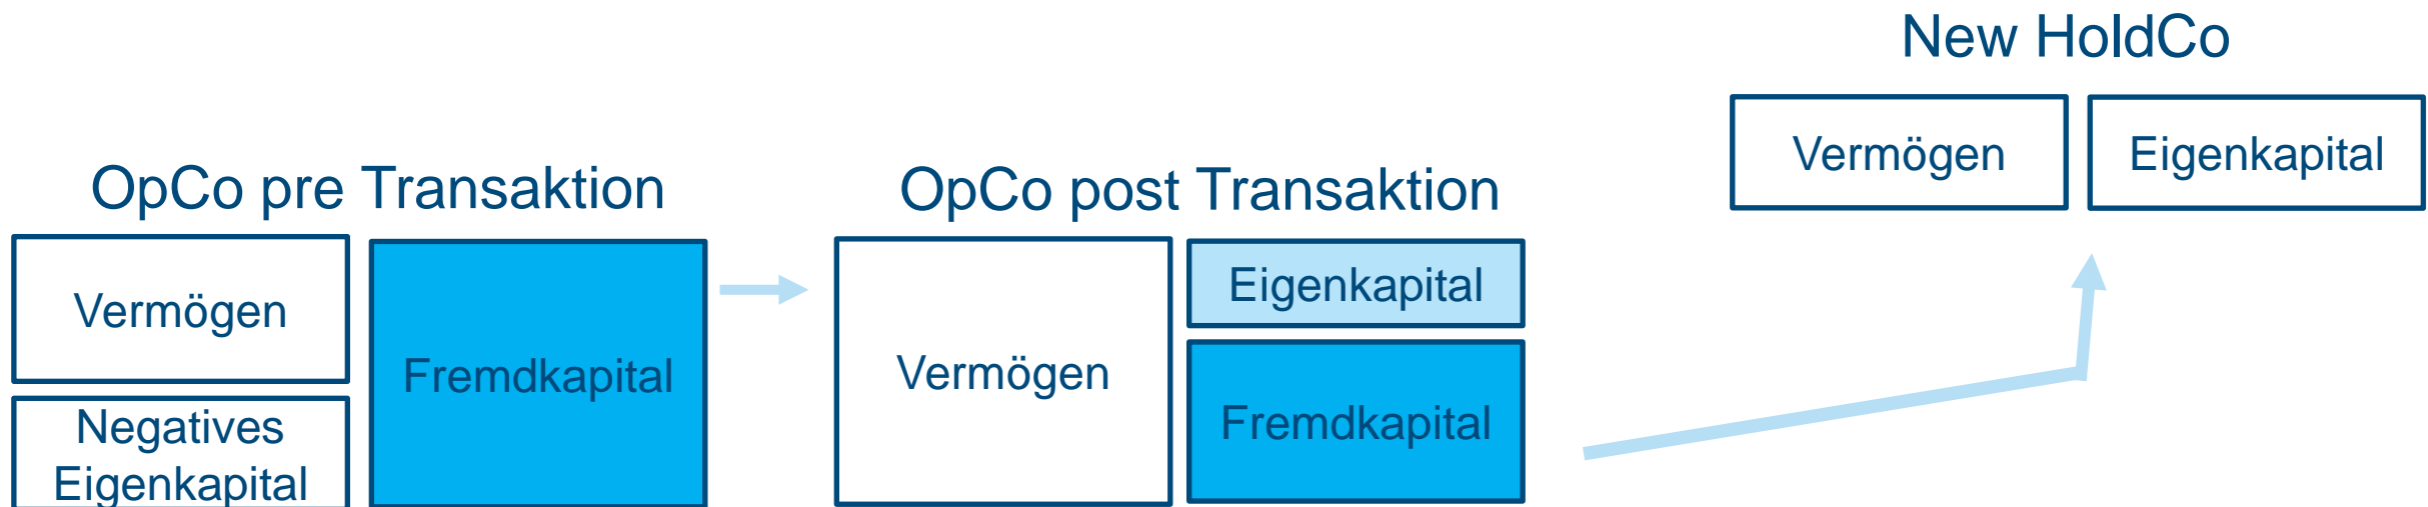 New HoldCo
Vermögen
Eigenkapital
OpCo pre Transaktion
Vermögen
Negatives
Eigenkapital
Fremdkapital
OpCo post Transaktion
Vermögen
Eigenkapital
Fremdkapital